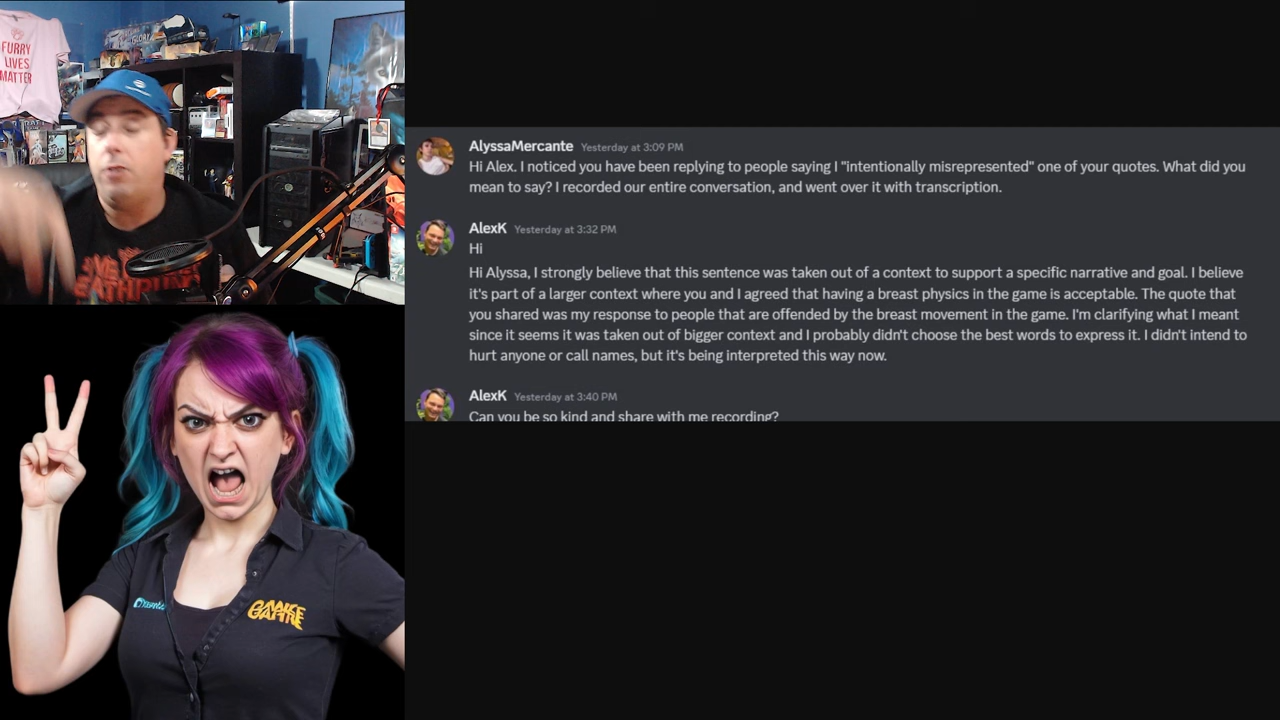 FURRY
LIVES
MATTER
AlyssaMercante Yesterday at 3:09 PM
Hi Alex. I noticed you have been replying to people saying I "intentionally misrepresented" one of your quotes. What did you
mean to say? I recorded our entire conversation, and went over it with transcription.
AlexK Yesterday at 3:32 PM
Hi
Hi Alyssa, I strongly believe that this sentence was taken out of a context to support a specific narrative and goal. I believe
it's part of a larger context where you and I agreed that having a breast physics in the game is acceptable. The quote that
you shared was my response to people that are offended by the breast movement in the game. I'm clarifying what I meant
since it seems it was taken out of bigger context and I probably didn't choose the best words to express it. I didn't intend to
hurt anyone or call names, but it's being interpreted this way now.
AlexK Yesterday at 3:40 PM
Can you be so kind and share with me recording?